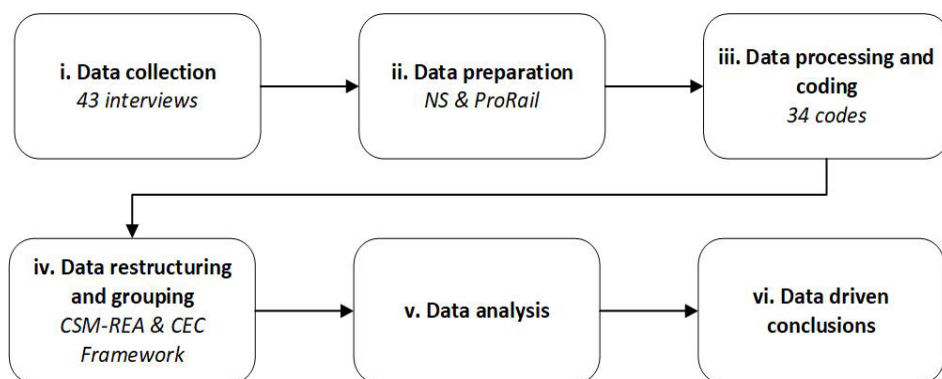 i. Data collection
43 interviews
ii. Data preparation
NS & ProRail
iii. Data processing and
coding
34 codes
iv. Data restructuring
and grouping
CSM-REA & CEC
Framework
v. Data analysis
vi. Data driven
conclusions